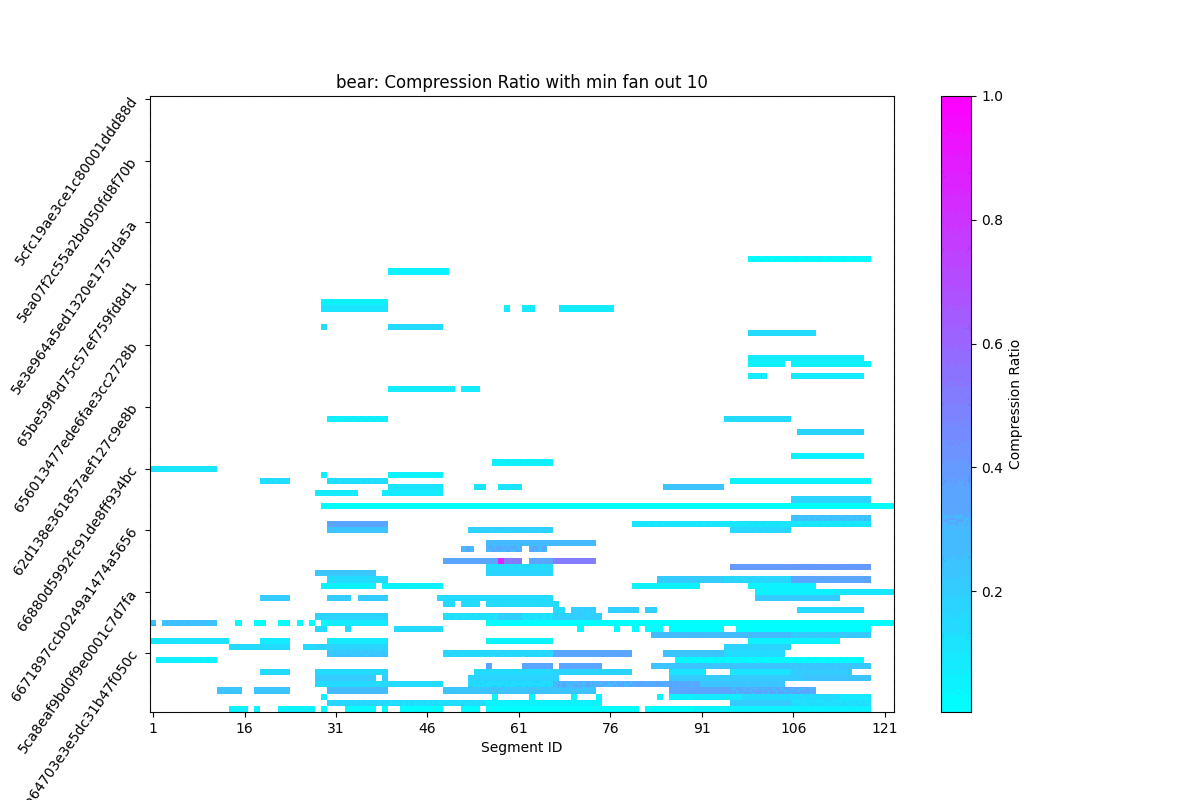 bear: Compression Ratio with min fan out 10
5cfc19ae3ce1c80001ddd88d
5ea07f2c55a2bd050fd8f70b
5e3e964a5ed1320e1757da5a
65be59f9d75c57ef759fd8d1
656013477ede6fae3cc2728b
62d138e361857aef127c9e8b
66880d5992fc91de8ff934bc
6671897ccb0249a1474a5656
5ca8eaf9bd0f9e0001c7d7fa
64703e3e5dc31b47f050c
1 16 31 46 61 76 91 106 121
Segment ID
1.0
0.8
0.6
0.4
0.2
Compression Ratio